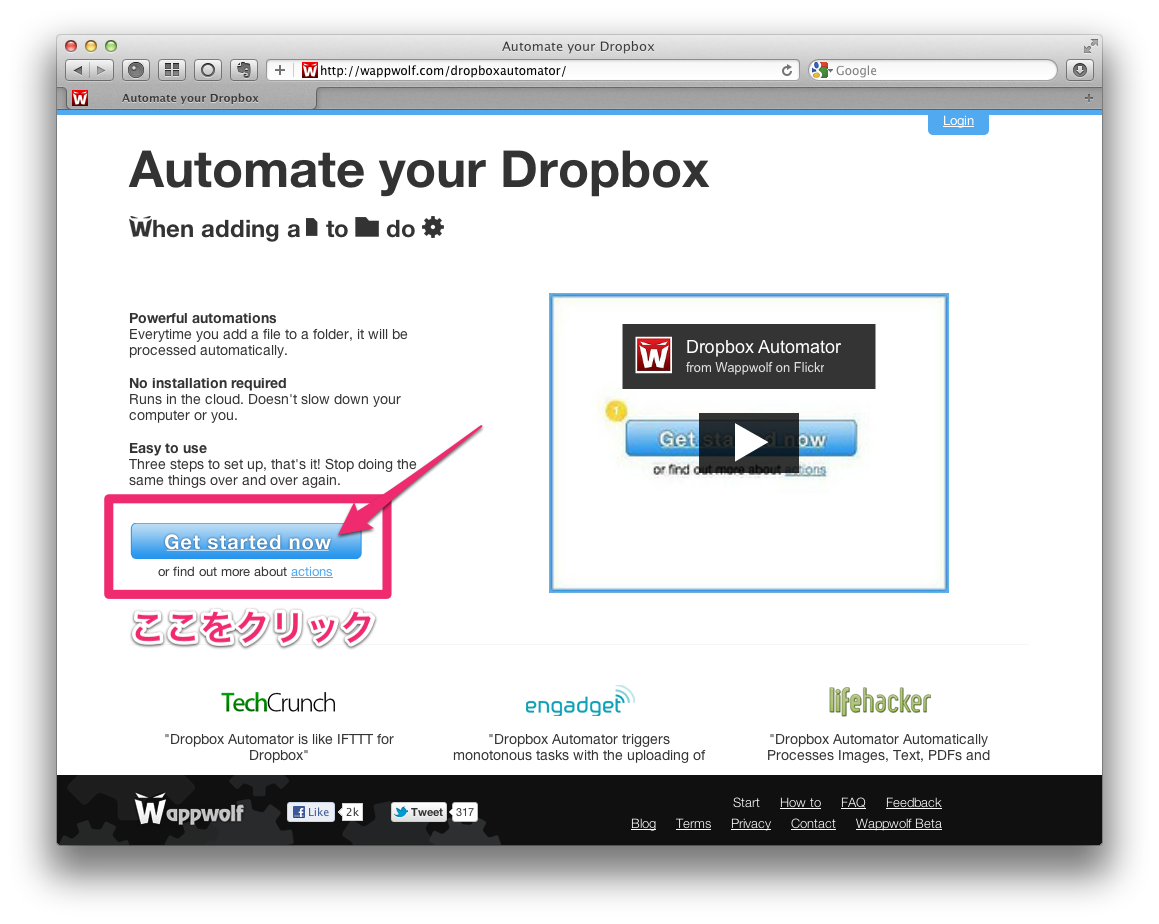 Automate your Dropbox
http://wappwolf.com/dropboxautomator/
Google
Automate your Dropbox
Login
Automate your Dropbox
When adding a to do
Powerful automations
Everytime you add a file to a folder, it will be
processed automatically.
No installation required
Runs in the cloud. Doesn't slow down your
computer or you.
Easy to use
Three steps to set up, that's it! Stop doing the
same things over and over again.
Get started now
or find out more about actions
ここをクリック
Dropbox Automator
from Wappwolf on Flickr
1
Get started now
or find out more about actions
TechCrunch
"Dropbox Automator is like IFTTT for
Dropbox"
engadget
"Dropbox Automator triggers
monotonous tasks with the uploading of
lifehacker
"Dropbox Automator Automatically
Processes Images, Text, PDFs and
Wappwolf
Like 2k
Tweet 317
Start How to FAQ Feedback
Blog Terms Privacy Contact Wappwolf Beta